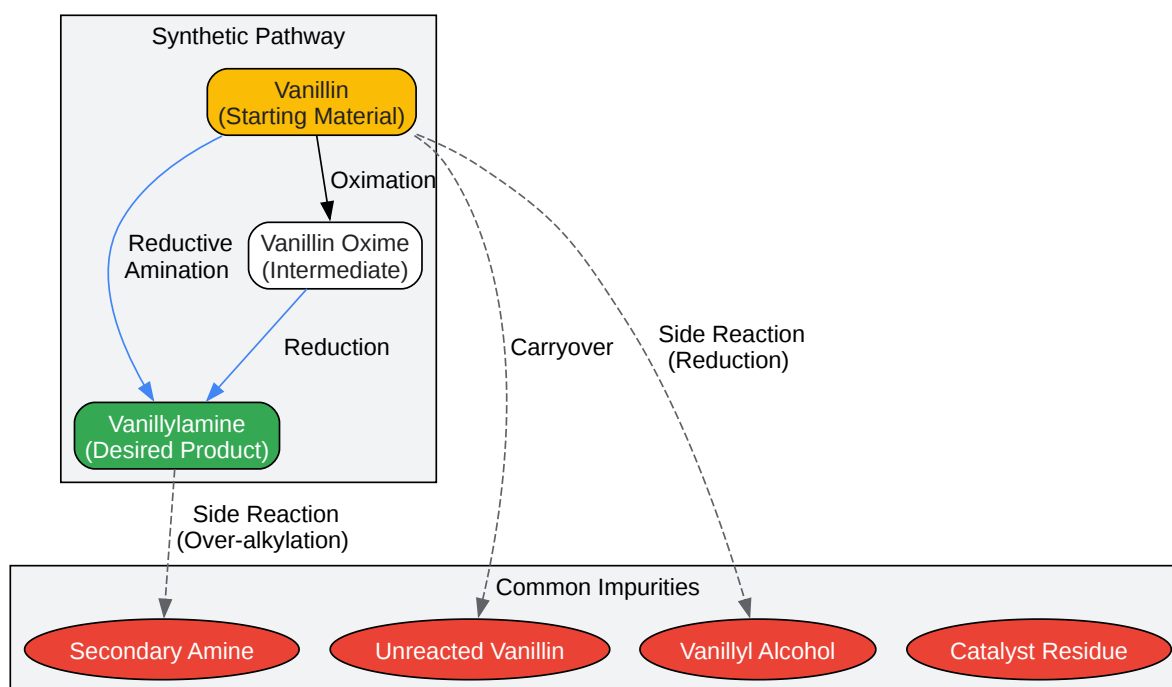 Synthetic Pathway
Vanillin
(Starting Material)
Oximation
Reductive
Amination
Vanillin Oxime
(Intermediate)
Reduction
Carryover
Side Reaction
(Reduction)
Vanillylamine
(Desired Product)
Side Reaction
(Over-alkylation)
Common Impurities
Secondary Amine
Unreacted Vanillin
Vanillyl Alcohol
Catalyst Residue